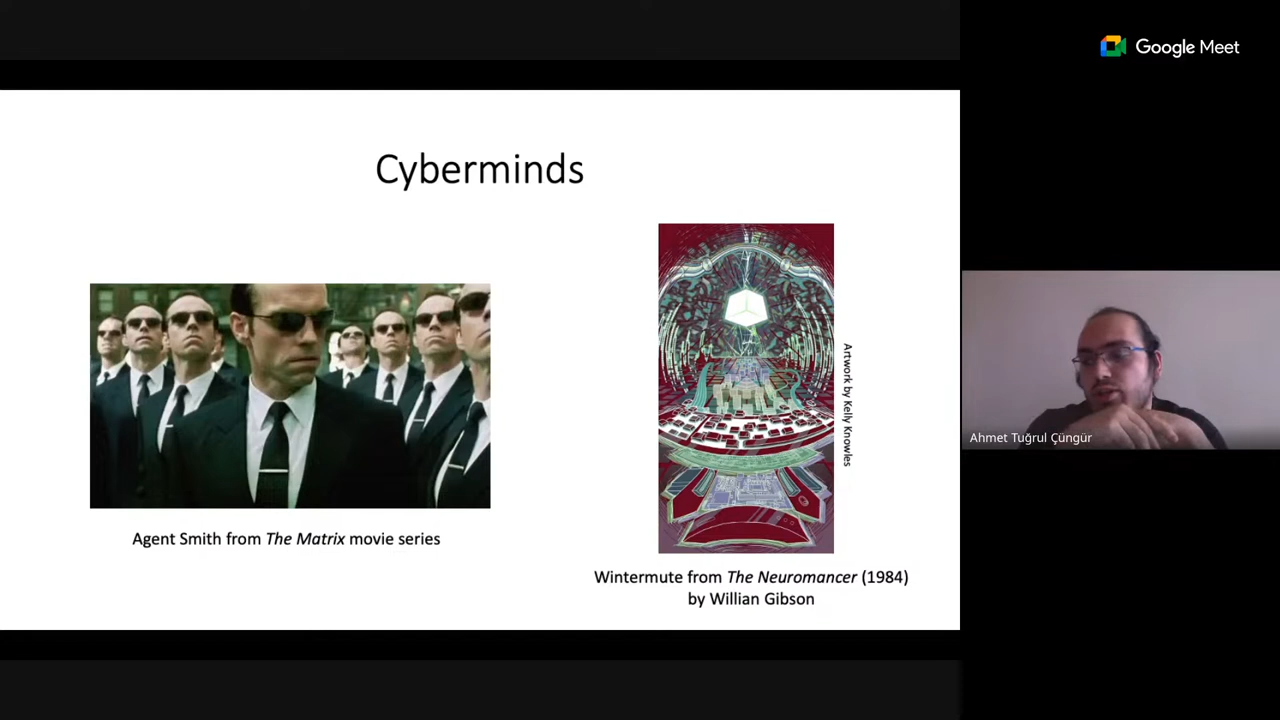 Google Meet
Cyberminds
Artwork by Kelly Knowles
Agent Smith from The Matrix movie series
Wintermute from The Neuromancer (1984)
by Willian Gibson
Ahmet Tuğrul Çüngür